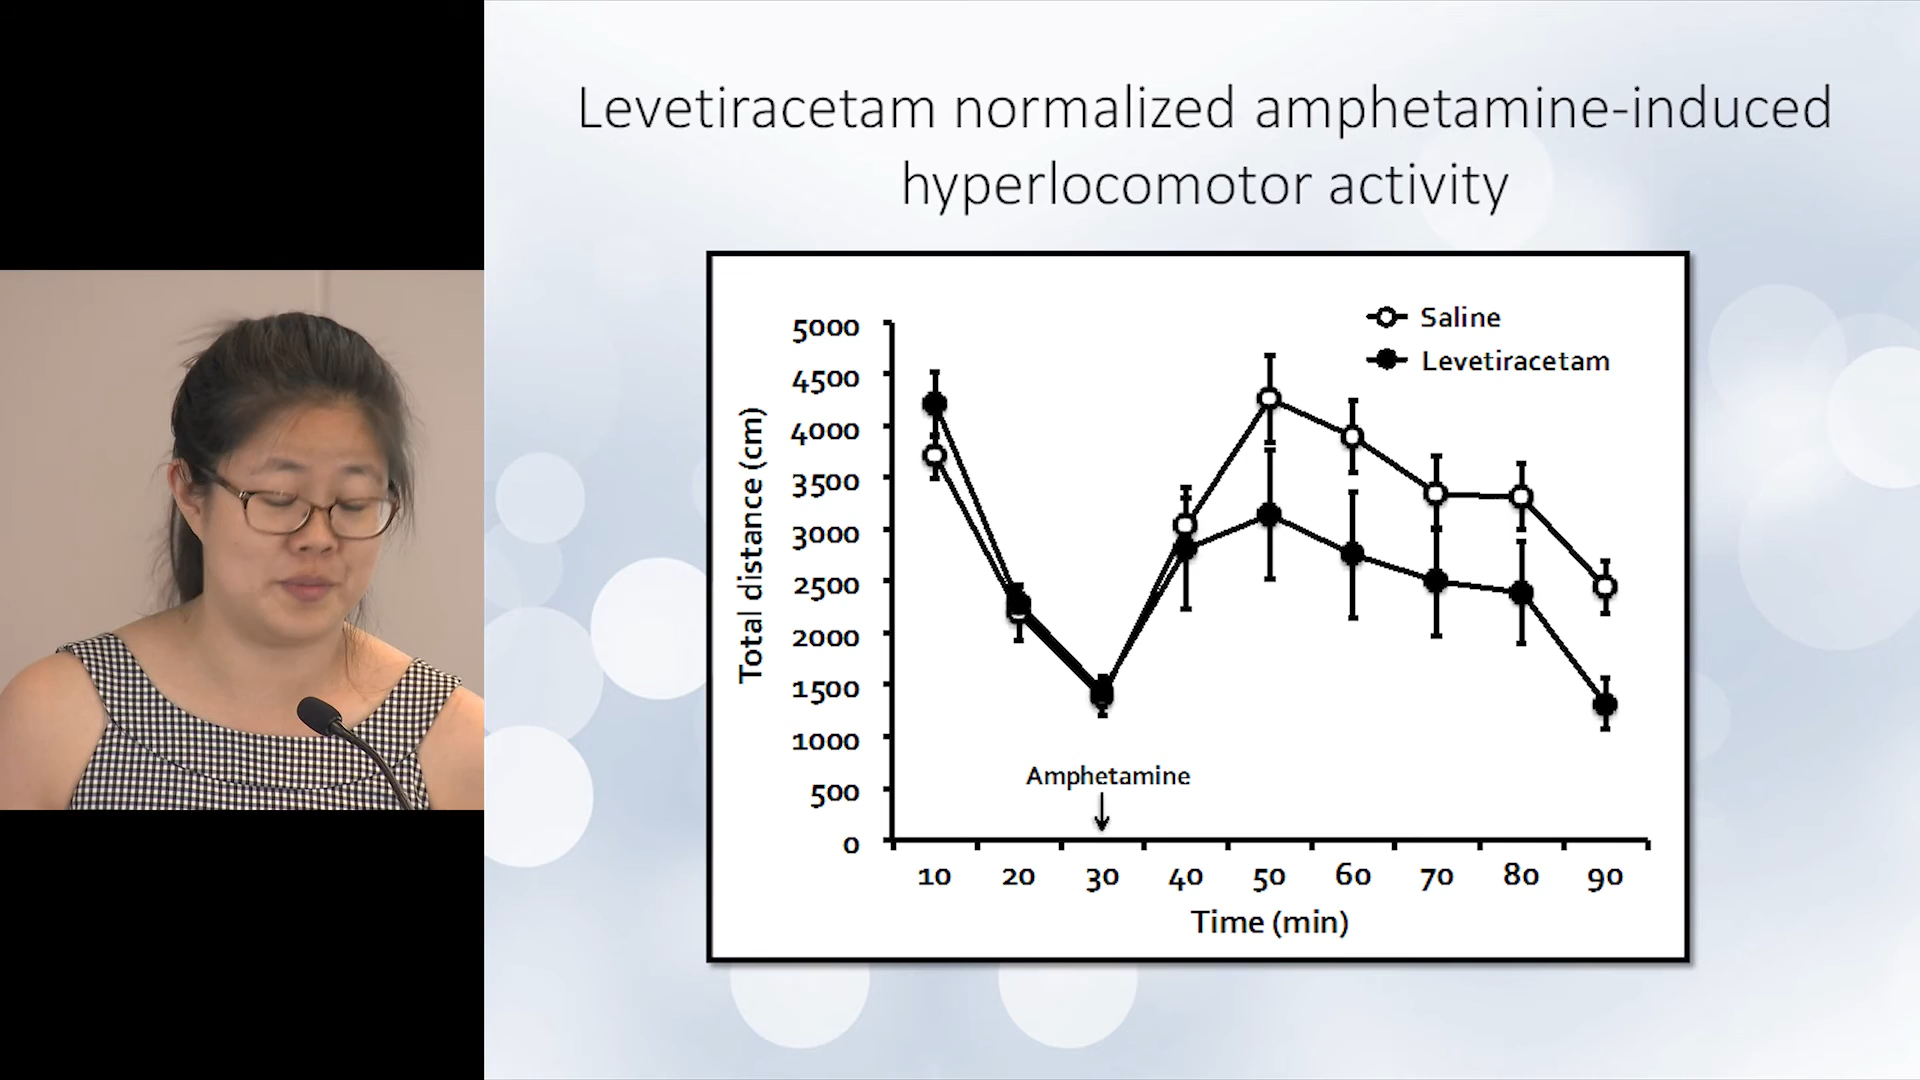 Levetiracetam normalized amphetamine-induced
hyperlocomotor activity
Saline
Levetiracetam
Total distance (cm)
5000
4500
4000
3500
3000
2500
2000
1500
1000
500
0
Amphetamine
10 20 30 40 50 60 70 80 90
Time (min)